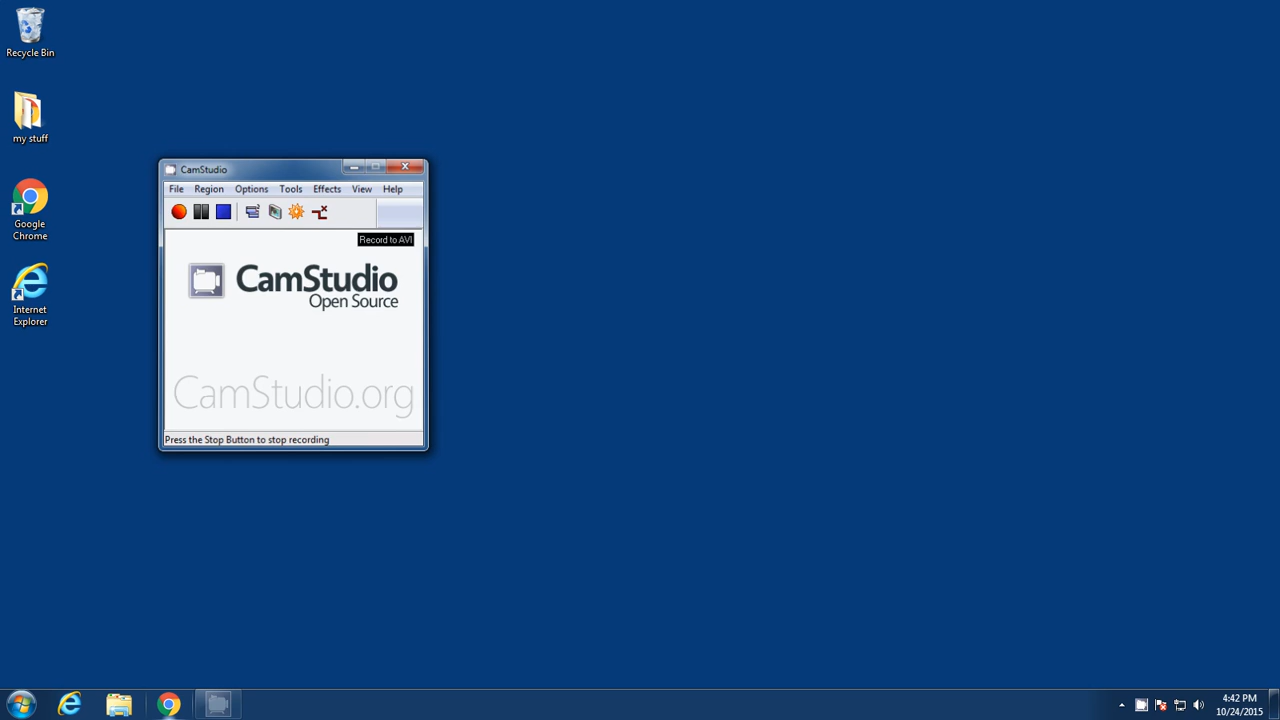 Recycle Bin
my stuff
Google
Chrome
Internet
Explorer
CamStudio
File Region Options Tools Effects View Help
Record to AVI
CamStudio
Open Source
CamStudio.org
Press the Stop Button to stop recording
4:42 PM
10/24/2015